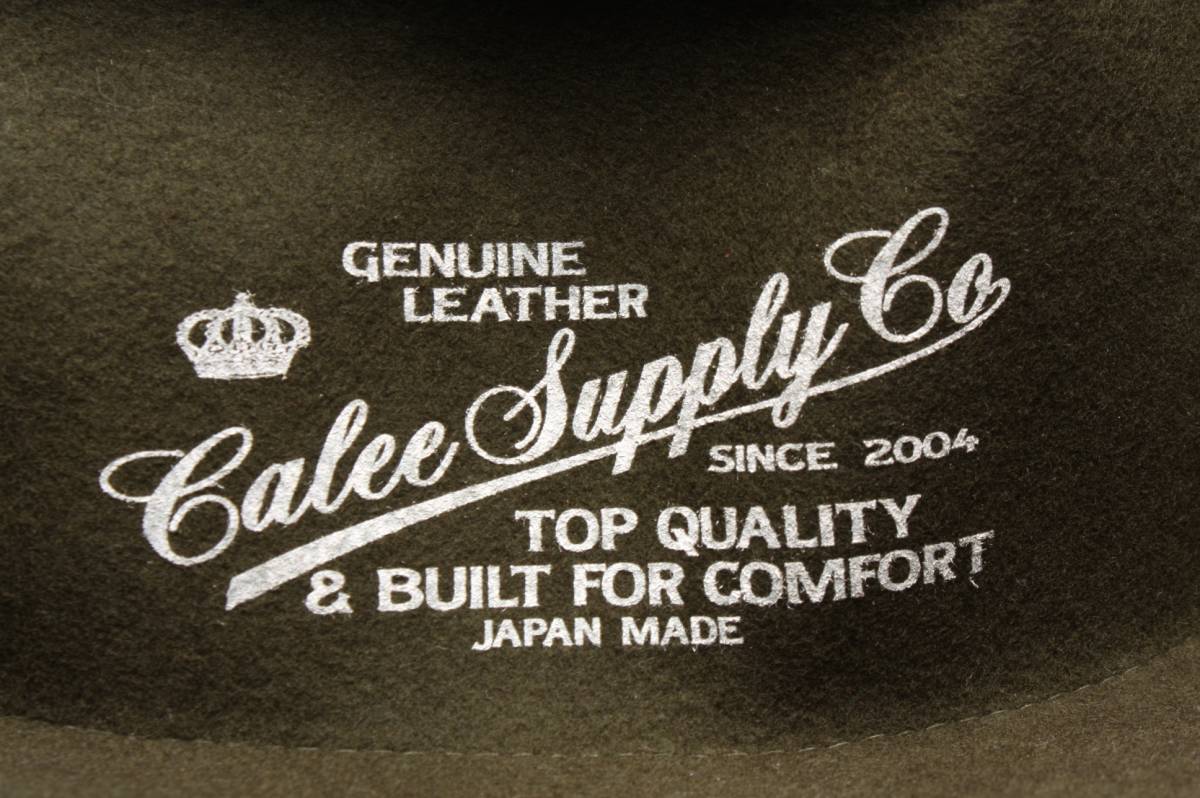 GENUINE
LEATHER
Calee Supply Co
SINCE 2004
TOP QUALITY
& BUILT FOR COMFORT
JAPAN MADE